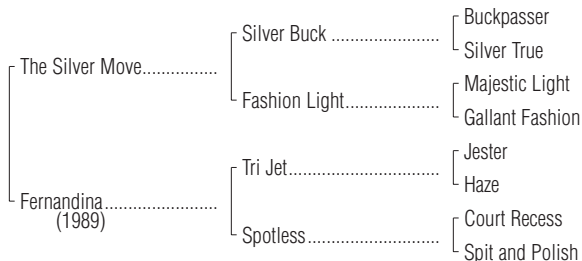 Buckpasser
Silver Buck ..................
Silver True
The Silver Move...............
Majestic Light
Fashion Light...................
Gallant Fashion
Jester
Tri Jet..............................
Haze
Fernandina......................
(1989)
Court Recess
Spotless..........................
Spit and Polish